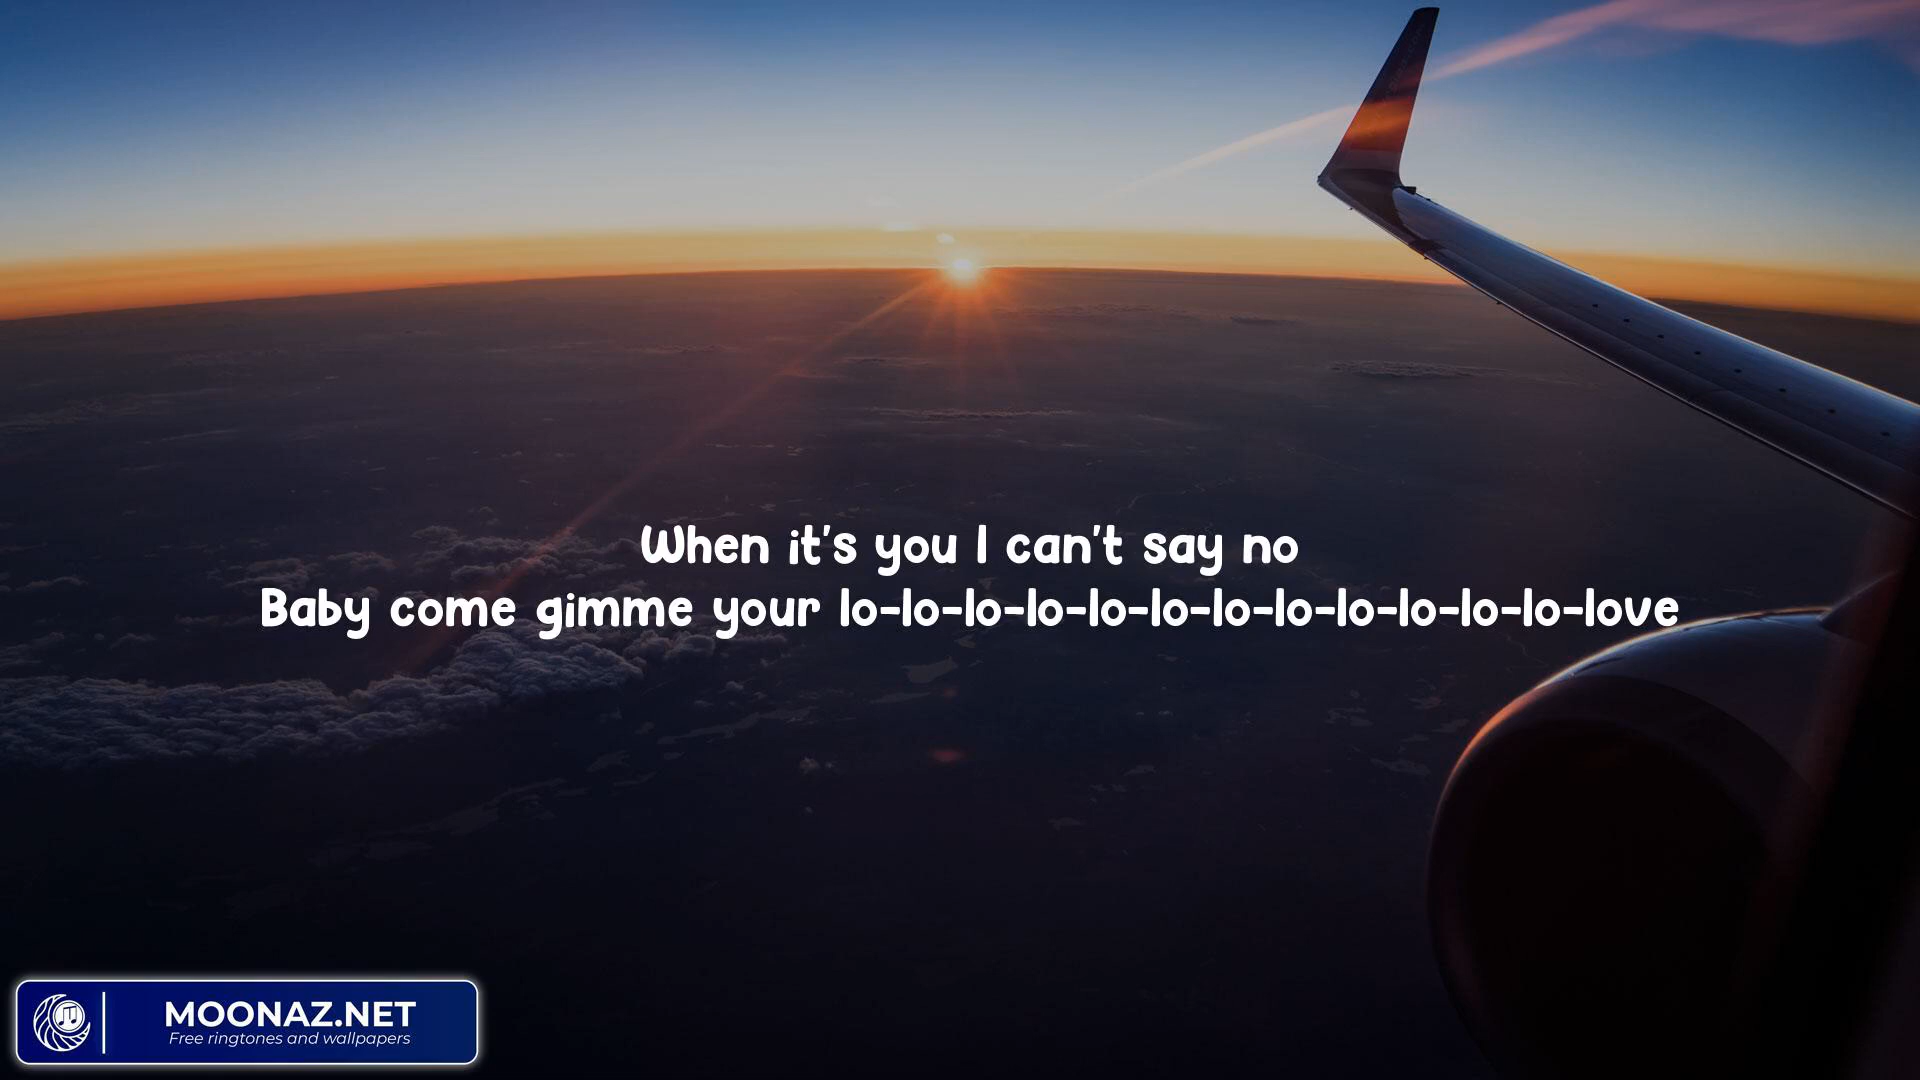 When it's you I can't say no
Baby come gimme your lo-lo-lo-lo-lo-lo-lo-lo-lo-lo-lo-lo-love
MOONAZ.NET
Free ringtones and wallpapers